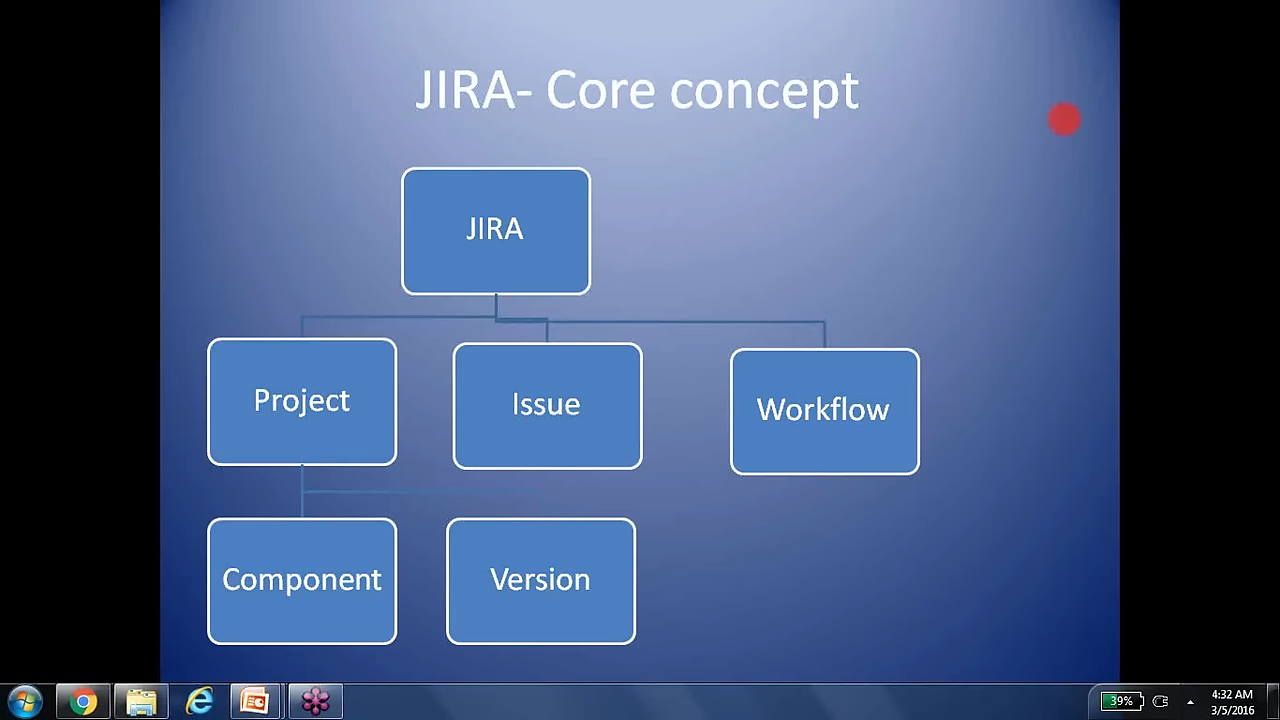 JIRA- Core concept
JIRA
Project
Issue
Workflow
Component
Version
39%
4:32 AM
3/5/2016